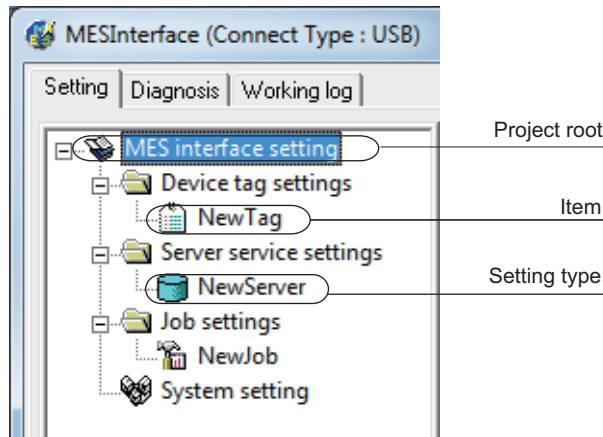 MESInterface (Connect Type : USB)
Setting Diagnosis Working log
MES interface setting
Project root
Device tag settings
NewTag
Item
Server service settings
NewServer
Setting type
Job settings
NewJob
System setting